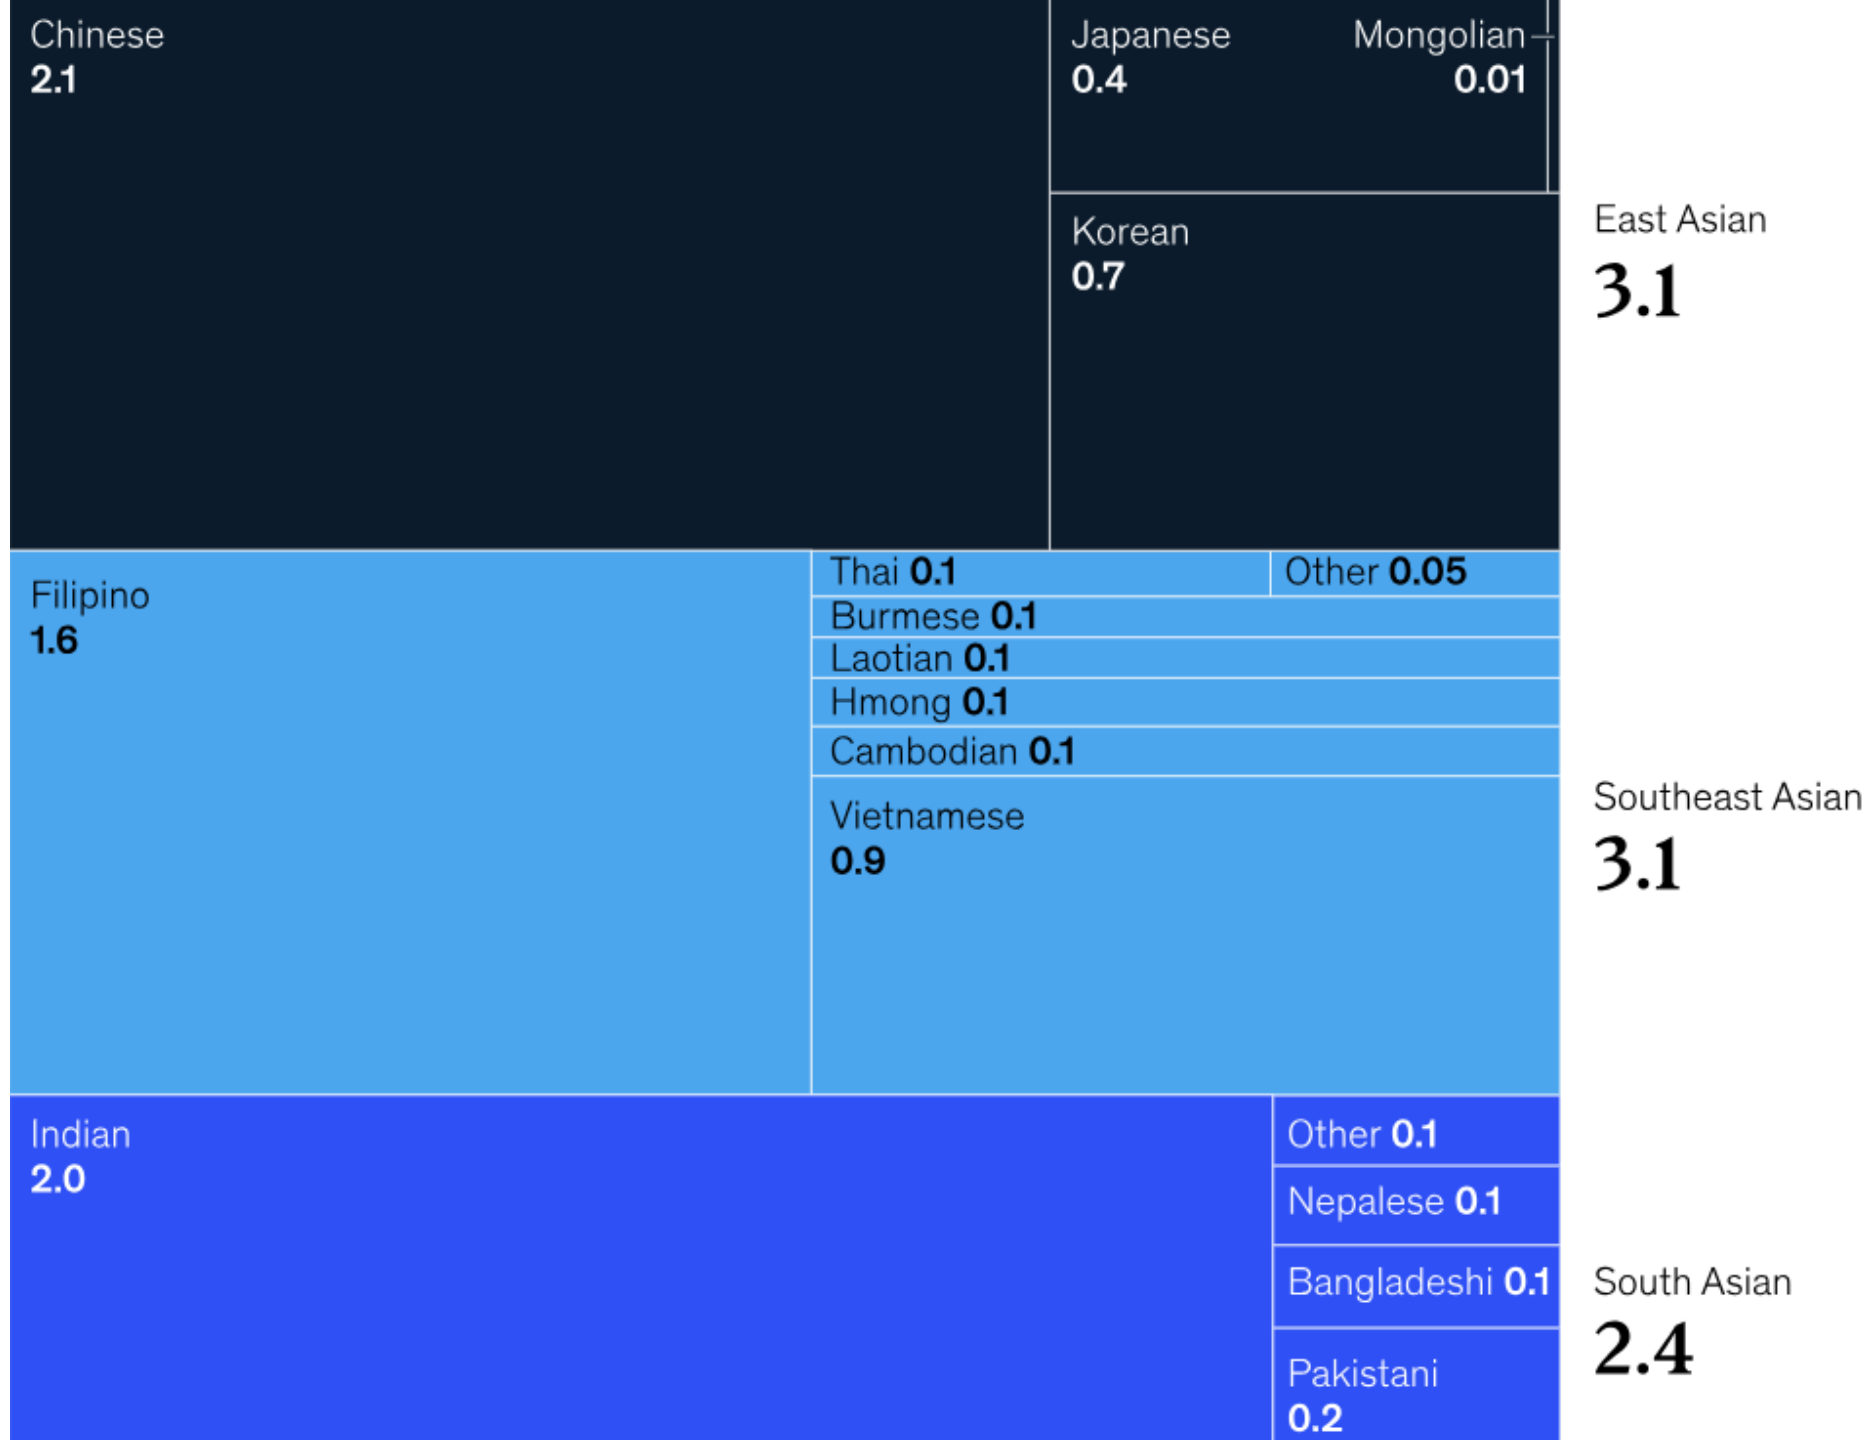 Chinese
2.1
Japanese
0.4
Mongolian
0.01
Korean
0.7
East Asian
3.1
Filipino
1.6
Thai 0.1
Other 0.05
Burmese 0.1
Laotian 0.1
Hmong 0.1
Cambodian 0.1
Vietnamese
0.9
Southeast Asian
3.1
Indian
2.0
Other 0.1
Nepalese 0.1
Bangladeshi 0.1
Pakistani
0.2
South Asian
2.4